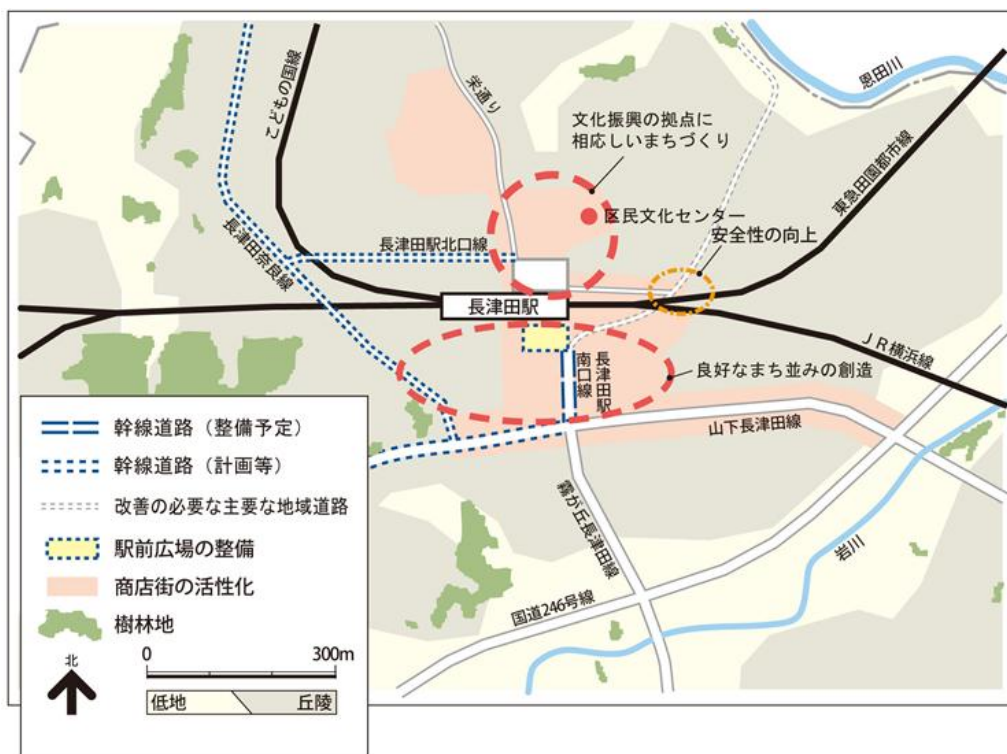 恩田川
こどもの国線
栄通り
文化振興の拠点に
相応しいまちづくり
東急田園都市線
区民文化センター
安全性の向上
長津田駅北口線
長津田奈良線
長津田駅
JR横浜線
長津田駅
南口線
良好なまち並みの創造
山下長津田線
霧が丘長津田線
岩川
国道246号線
幹線道路（整備予定）
幹線道路（計画等）
改善の必要な主要な地域道路
駅前広場の整備
商店街の活性化
樹林地
北
0 300m
低地 丘陵